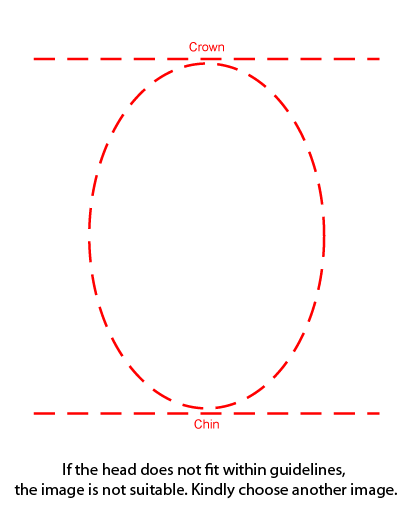 Crown
Chin
If the head does not fit within guidelines,
the image is not suitable. Kindly choose another image.